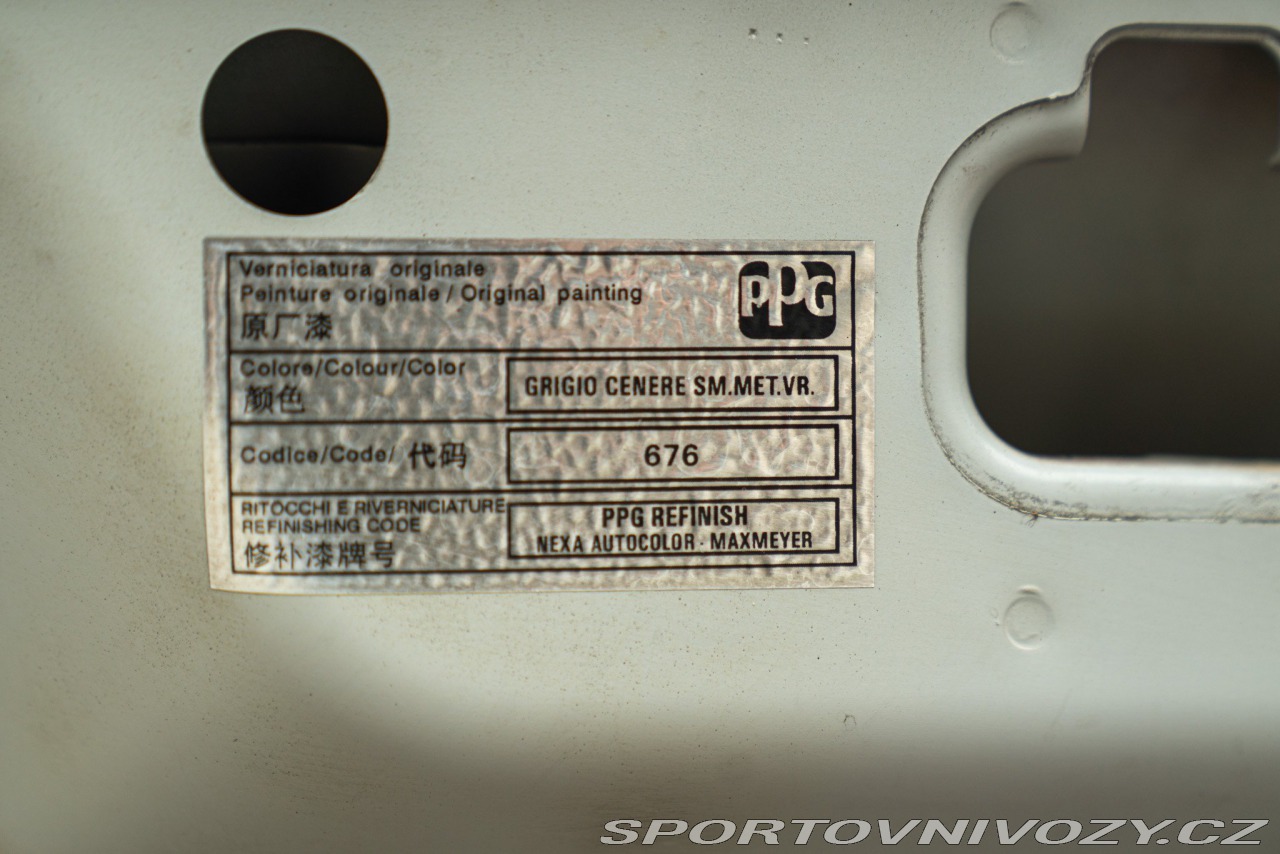 Verniciatura originale
Peinture originale / Original painting
原厂漆
PPG
Colore/Colour/Color
颜色
GRIGIO CENERE SM.MET.VR.
Codice/Code/ 代码
676
RITOCCHI E RIVERNICIATURE
REFINISHING CODE
修补漆牌号
PPG REFINISH
NEXA AUTOCOLOR - MAXMEYER
SPORTOVNIVOZY.CZ